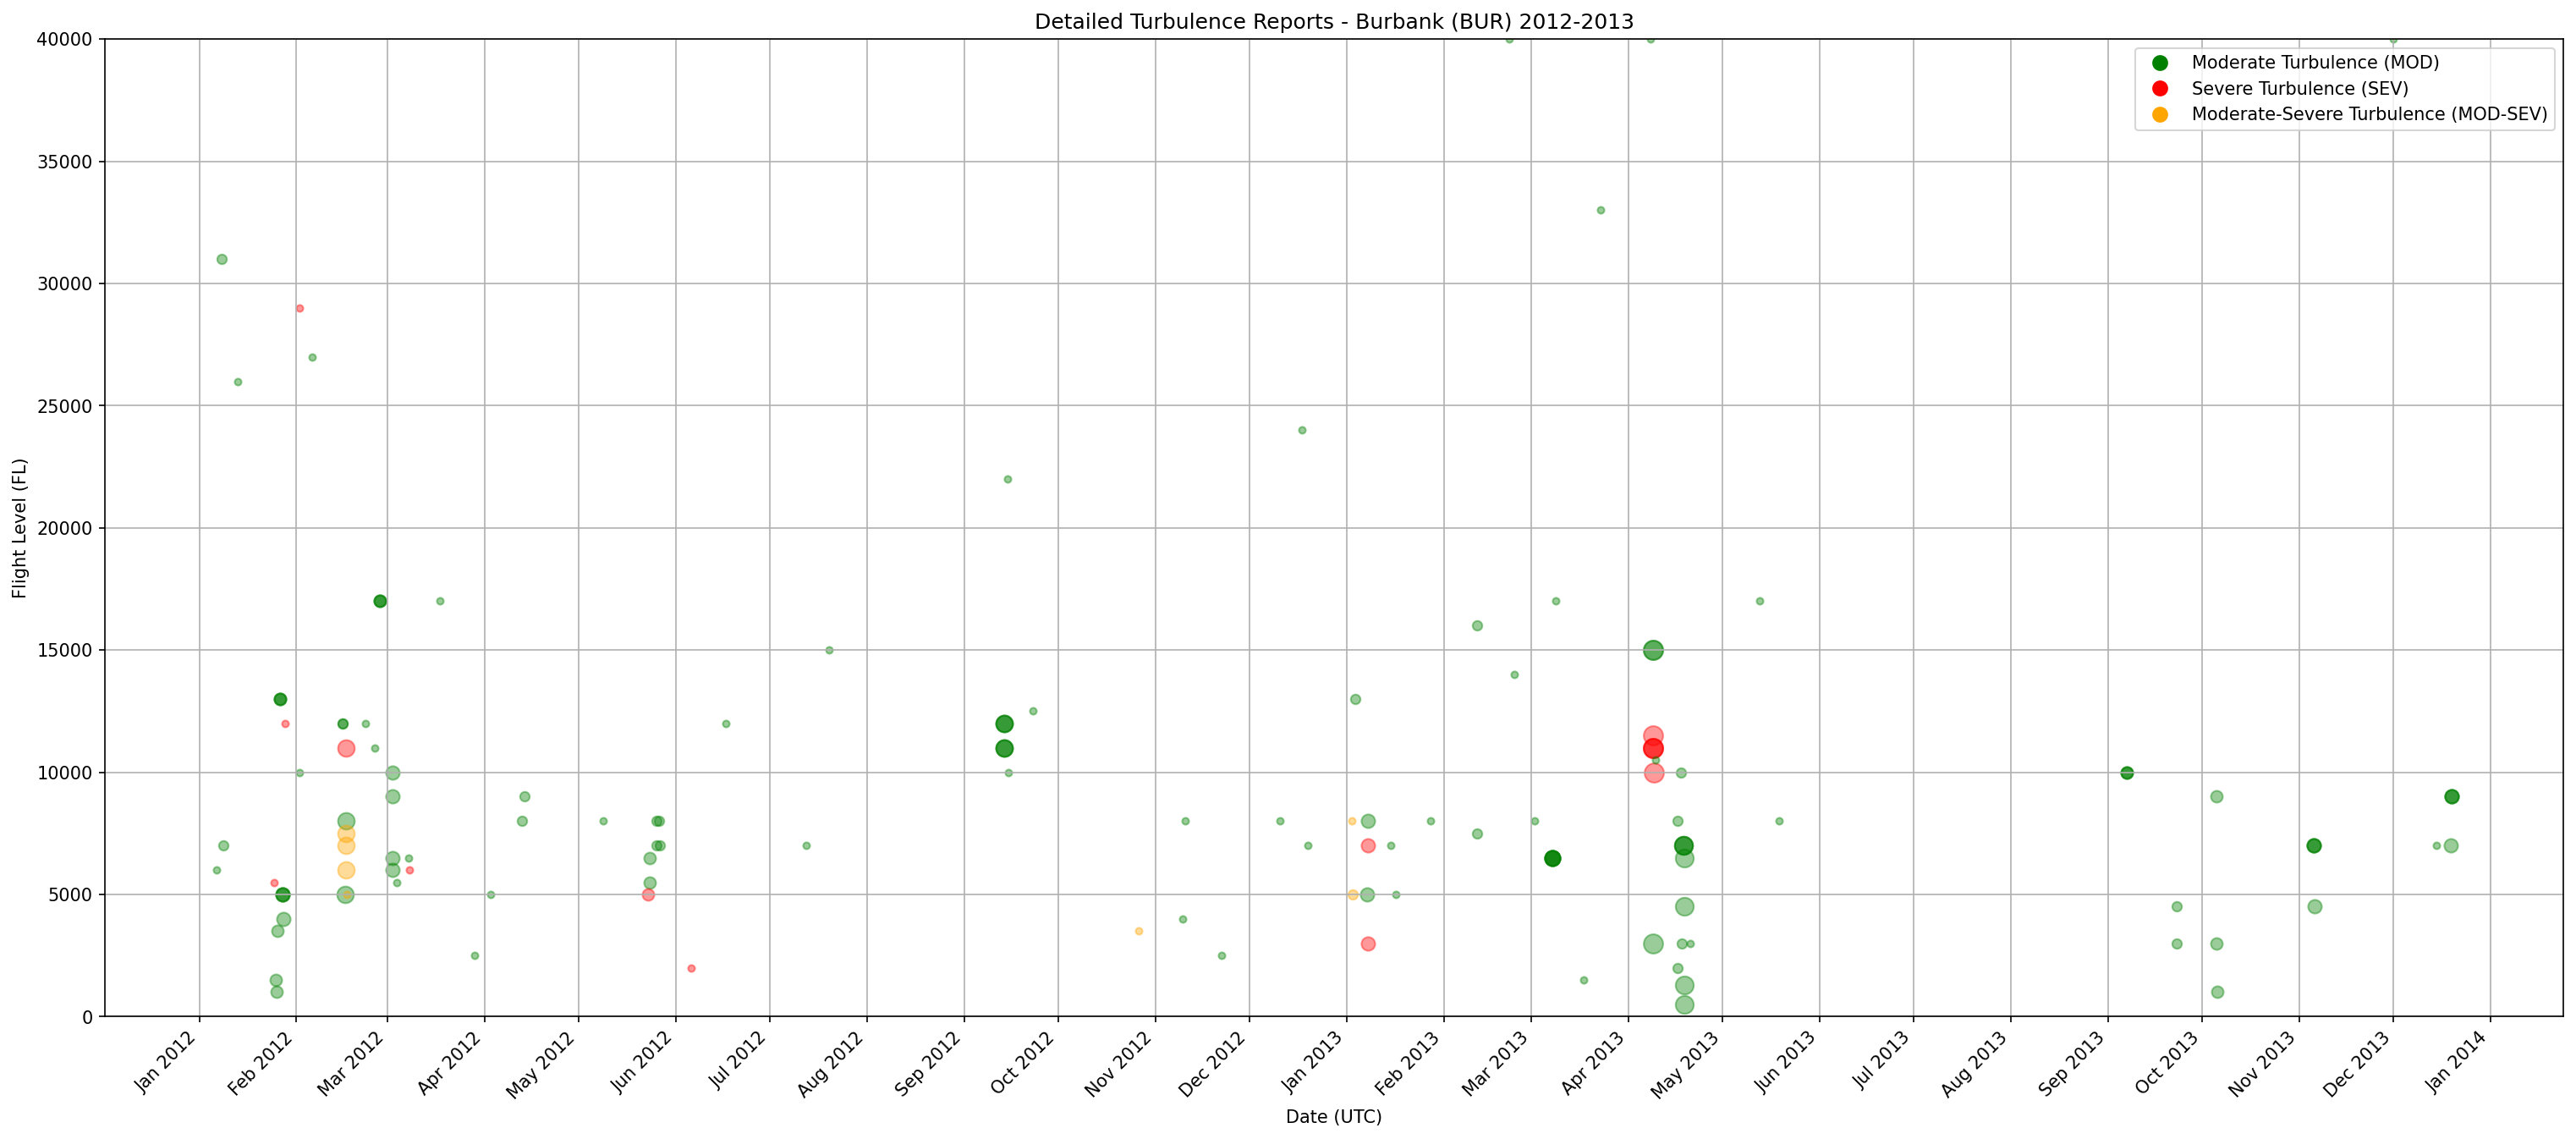 Detailed Turbulence Reports - Burbank (BUR) 2012-2013
Moderate Turbulence (MOD)
Severe Turbulence (SEV)
Moderate-Severe Turbulence (MOD-SEV)
Flight Level (FL)
40000
35000
30000
25000
20000
15000
10000
5000
0
Jan 2012
Feb 2012
Mar 2012
Apr 2012
May 2012
Jun 2012
Jul 2012
Aug 2012
Sep 2012
Oct 2012
Nov 2012
Dec 2012
Jan 2013
Feb 2013
Mar 2013
Apr 2013
May 2013
Jun 2013
Jul 2013
Aug 2013
Sep 2013
Oct 2013
Nov 2013
Dec 2013
Jan 2014
Date (UTC)